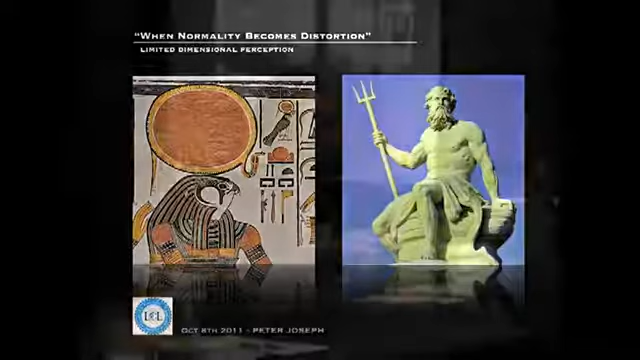 "When Normality Becomes Distortion"
Limited Dimensional Perception
Oct 8th 2011 - Peter Joseph